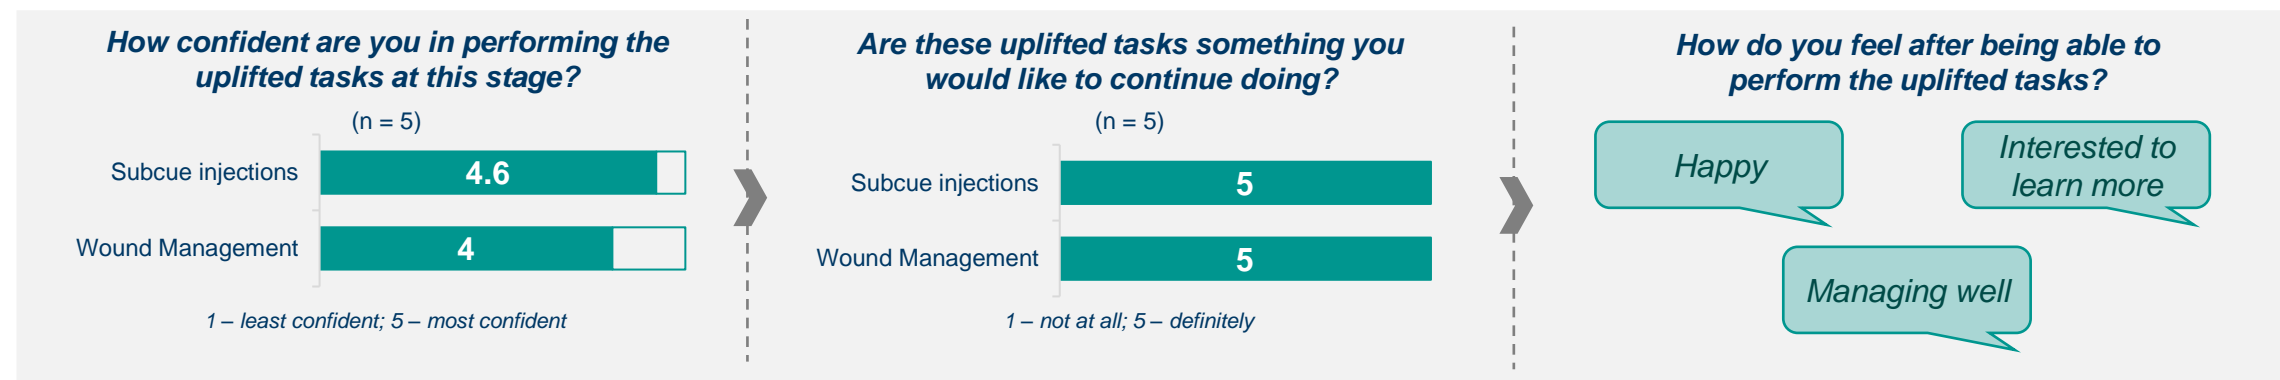 How confident are you in performing the
uplifted tasks at this stage?
(n = 5)
Subcue injections
4.6
Wound Management
4
1 – least confident; 5 – most confident
Are these uplifted tasks something you
would like to continue doing?
(n = 5)
Subcue injections
5
Wound Management
5
1 – not at all; 5 – definitely
How do you feel after being able to
perform the uplifted tasks?
Happy
Interested to
learn more
Managing well